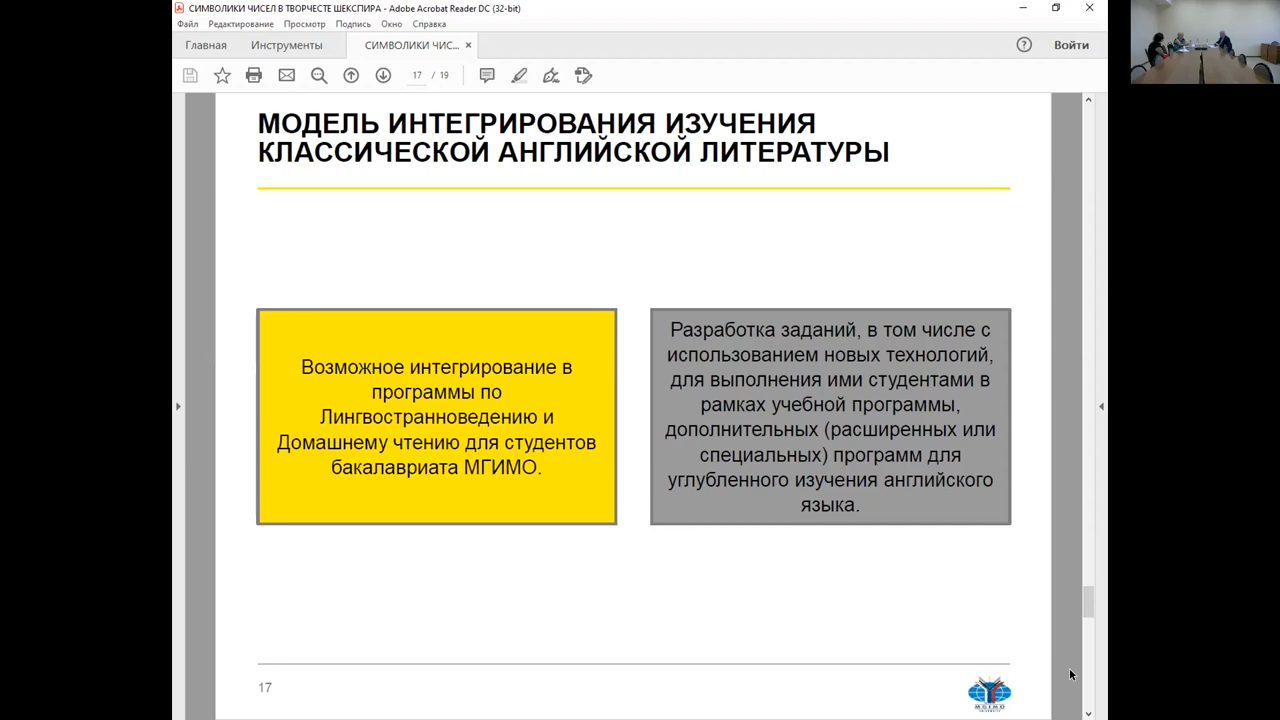 СИМВОЛИКИ ЧИСЕЛ В ТВОРЧЕСТВЕ ШЕКСПИРА - Adobe Acrobat Reader DC (32-bit)
Файл Редактирование Просмотр Подпись Окно Справка
Главная Инструменты СИМВОЛИКИ ЧИС... × Войти
17 / 19
МОДЕЛЬ ИНТЕГРИРОВАНИЯ ИЗУЧЕНИЯ
КЛАССИЧЕСКОЙ АНГЛИЙСКОЙ ЛИТЕРАТУРЫ
Возможное интегрирование в
программы по
Лингвострановедению и
Домашнему чтению для студентов
бакалавриата МГИМО.
Разработка заданий, в том числе с
использованием новых технологий,
для выполнения ими студентами в
рамках учебной программы,
дополнительных (расширенных или
специальных) программ для
углубленного изучения английского
языка.
17
MGIMO
UNIVERSITY